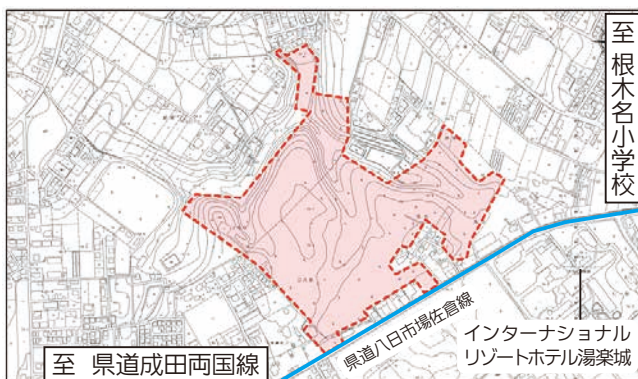 至 根木名小学校
県道八日市場佐倉線
インターナショナル
リゾートホテル湯楽城
至 県道成田両国線